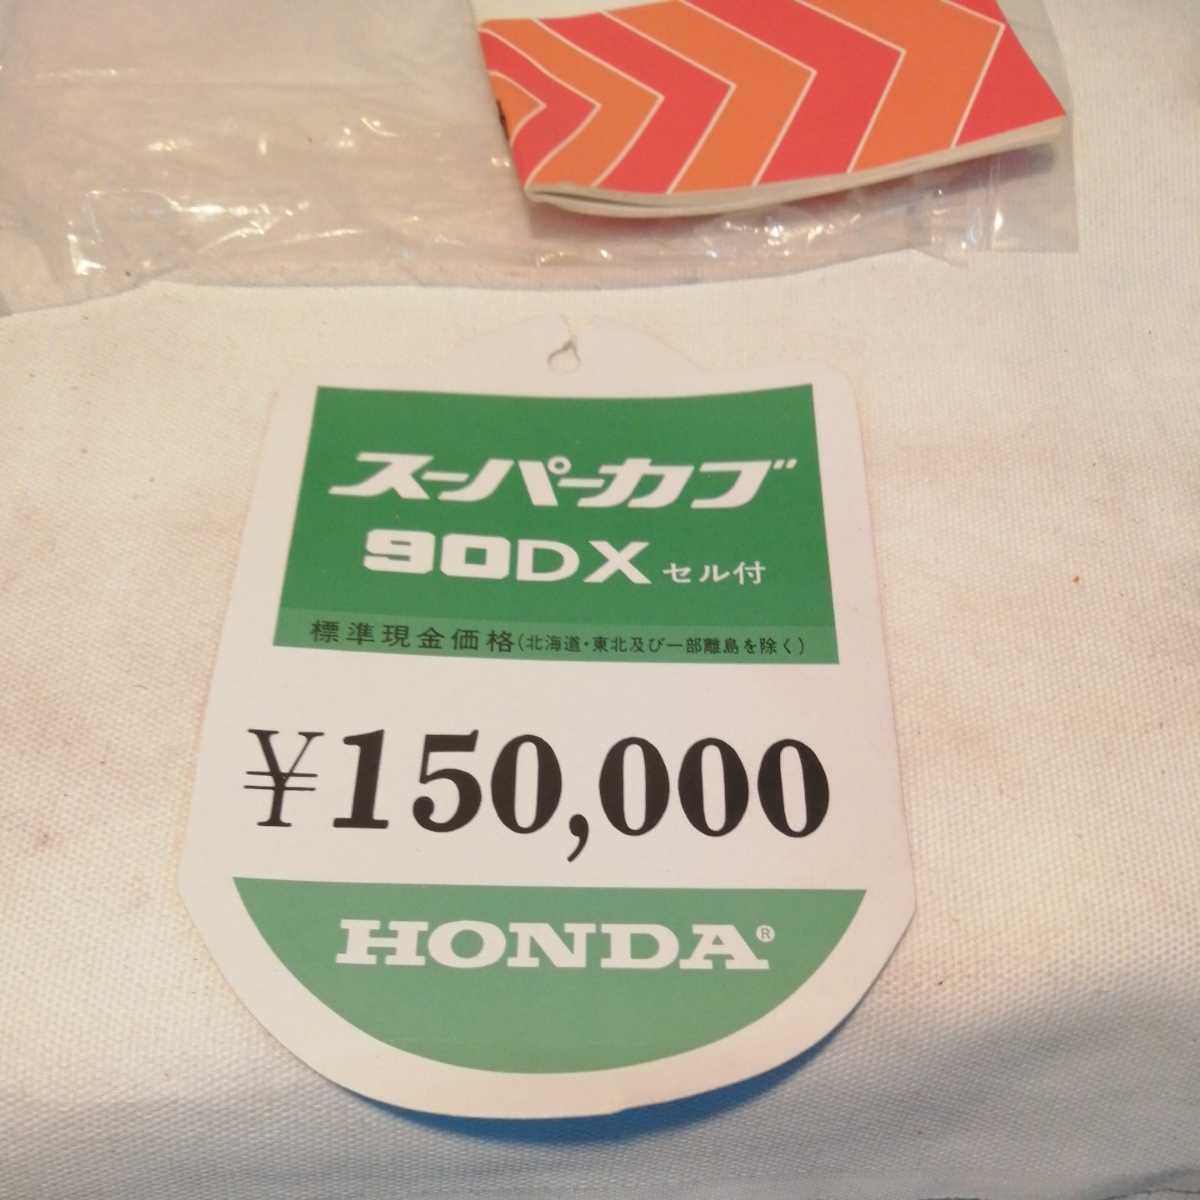 スーパーカブ
90DX セル付
標準現金価格(北海道・東北及び一部離島を除く)
¥150,000
HONDA®